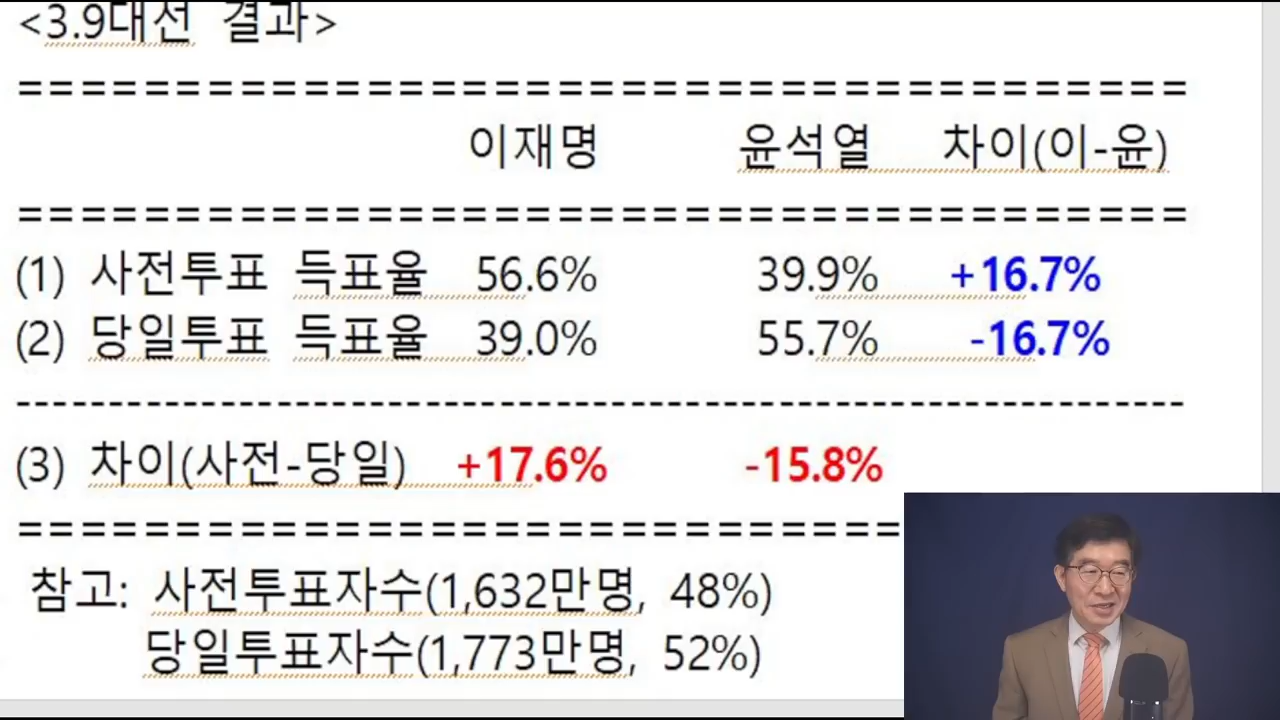 <3.9대선 결과>
=====================================
이재명 윤석열 차이(이-윤)
=====================================
(1) 사전투표 득표율 56.6% 39.9% +16.7%
(2) 당일투표 득표율 39.0% 55.7% -16.7%
---------------------------------------------------------------
(3) 차이(사전-당일) +17.6% -15.8%
============================
참고: 사전투표자수(1,632만명, 48%)
당일투표자수(1,773만명, 52%)